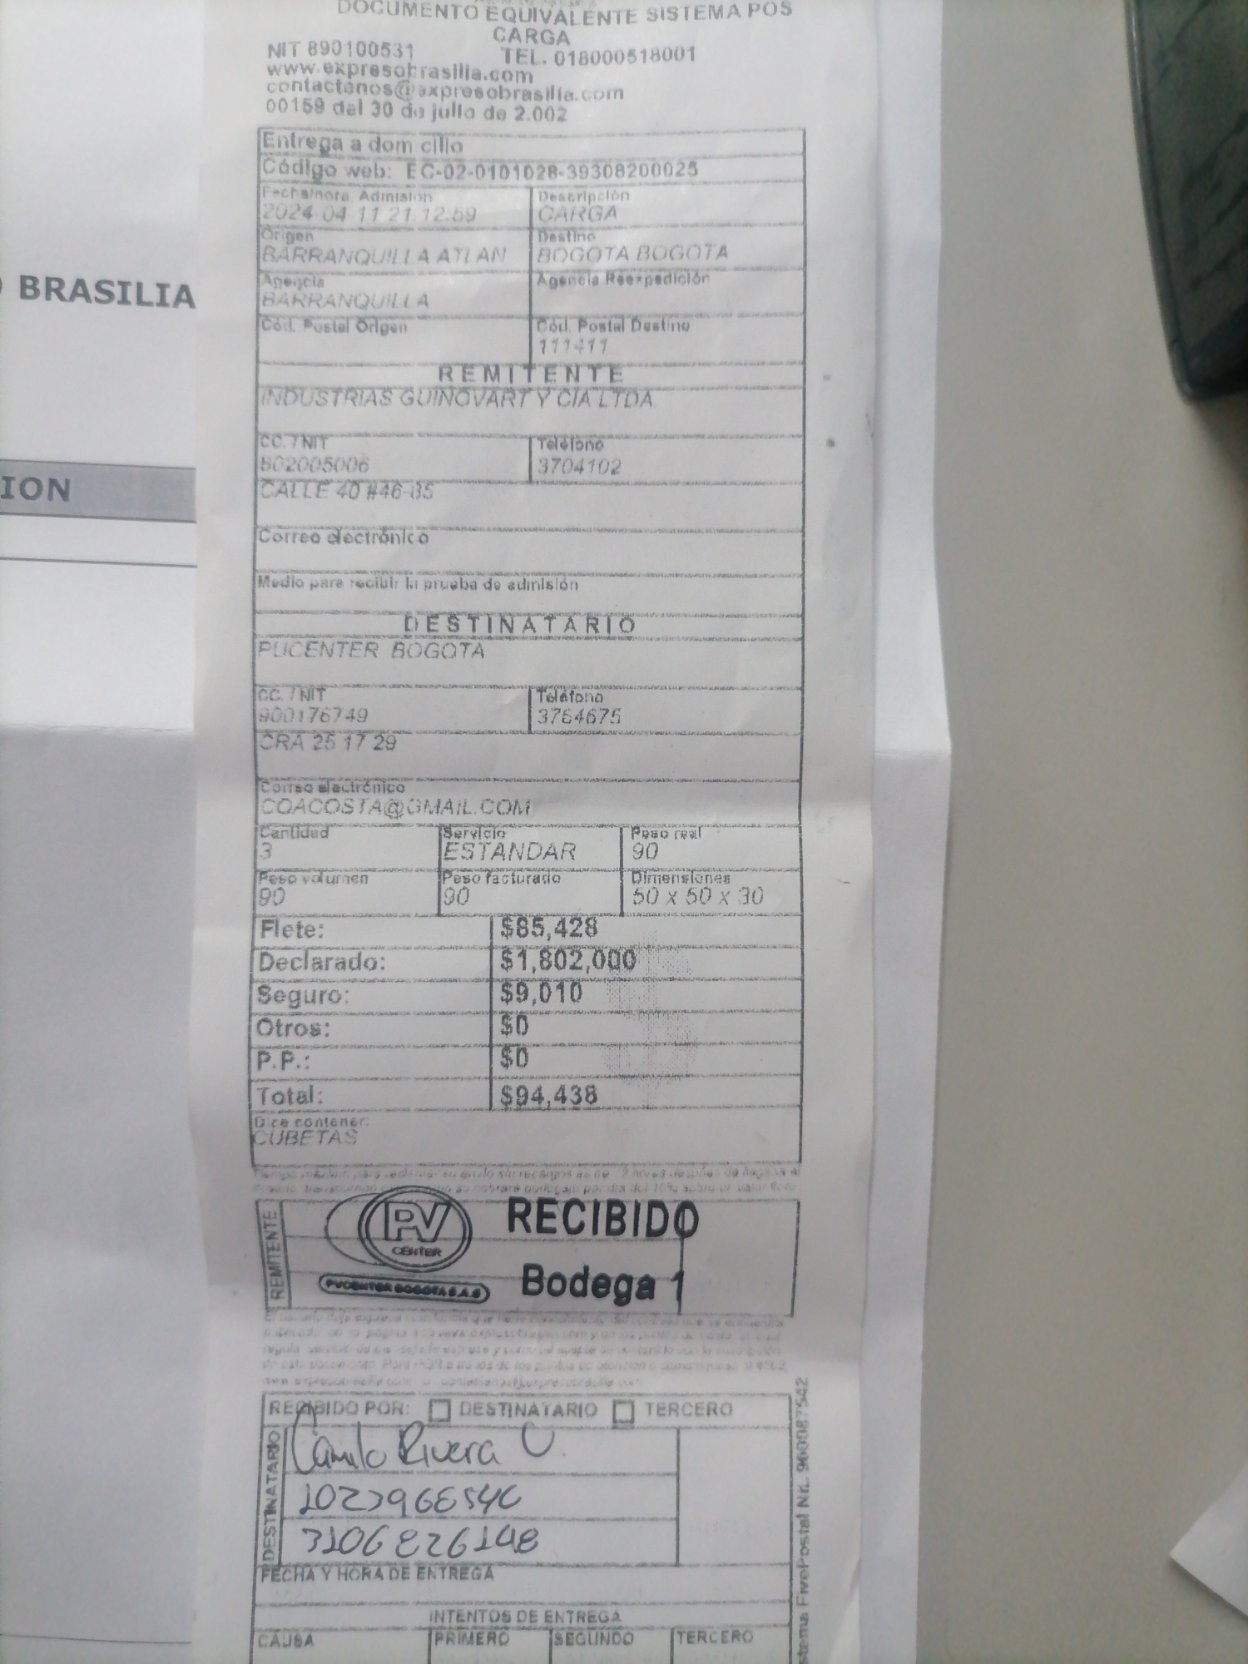 DOCUMENTO EQUIVALENTE SISTEMA POS
CARGA
NIT 890100531 TEL. 018000518001
www.expresobrasilia.com
contactenos@expresobrasilia.com
00159 del 30 de julio de 2.002
BRASILIA
ION
Entrega a dom cilio
Código web: EC-02-0101028-39308200025
Fecha/hora Admisión Descripción
2024-04 11 21.12.59 CARGA
Origen Destino
BARRANQUILLA ATLAN BOGOTA BOGOTA
Agencia Agencia Reexpedición
BARRANQUILLA
Cód. Postal Origen Cód. Postal Destino
111411
REMITENTE
INDUSTRIAS GUINOVART Y CIA LTDA.
CC. / NIT Teléfono
802005006 3704102
CALLE 40 #46-85
Correo electrónico
Medio para recibir la prueba de admisión
DESTINATARIO
PUCENTER BOGOTA
CC. / NIT Teléfono
900176749 3764675
CRA 25 17 29
Correo electrónico
COACOSTA@GMAIL.COM
Cantidad Servicio Peso real
3 ESTANDAR 90
Peso volumen Peso facturado Dimensiones
90 90 50 x 50 x 30
Flete: $85,428
Declarado: $1,802,000
Seguro: $9,010
Otros: $0
P.P.: $0
Total: $94,438
Dice contener:
CUBETAS
REMITENTE
PV
CENTER
PVCENTER BOGOTA S.A.S
RECIBIDO
Bodega 1
RECIBIDO POR: DESTINATARIO TERCERO
DESTINATARIO
Camilo Rivera C
3106826148
FECHA Y HORA DE ENTREGA
INTENTOS DE ENTREGA
CAUSA PRIMERO SEGUNDO TERCERO
stema FivePostal Nit. 900087542